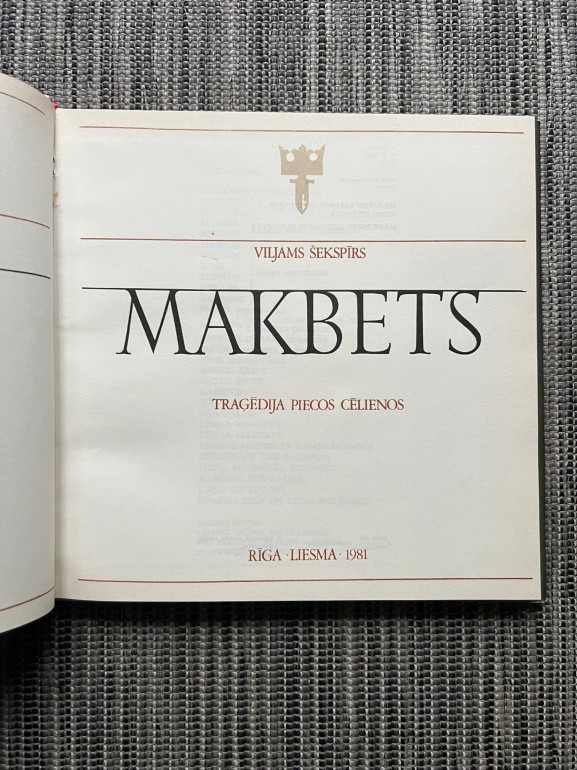 VILJAMS ŠEKSPĪRS
MAKBETS
TRAĢĒDIJA PIECOS CĒLIENOS
RĪGA · LIESMA · 1981